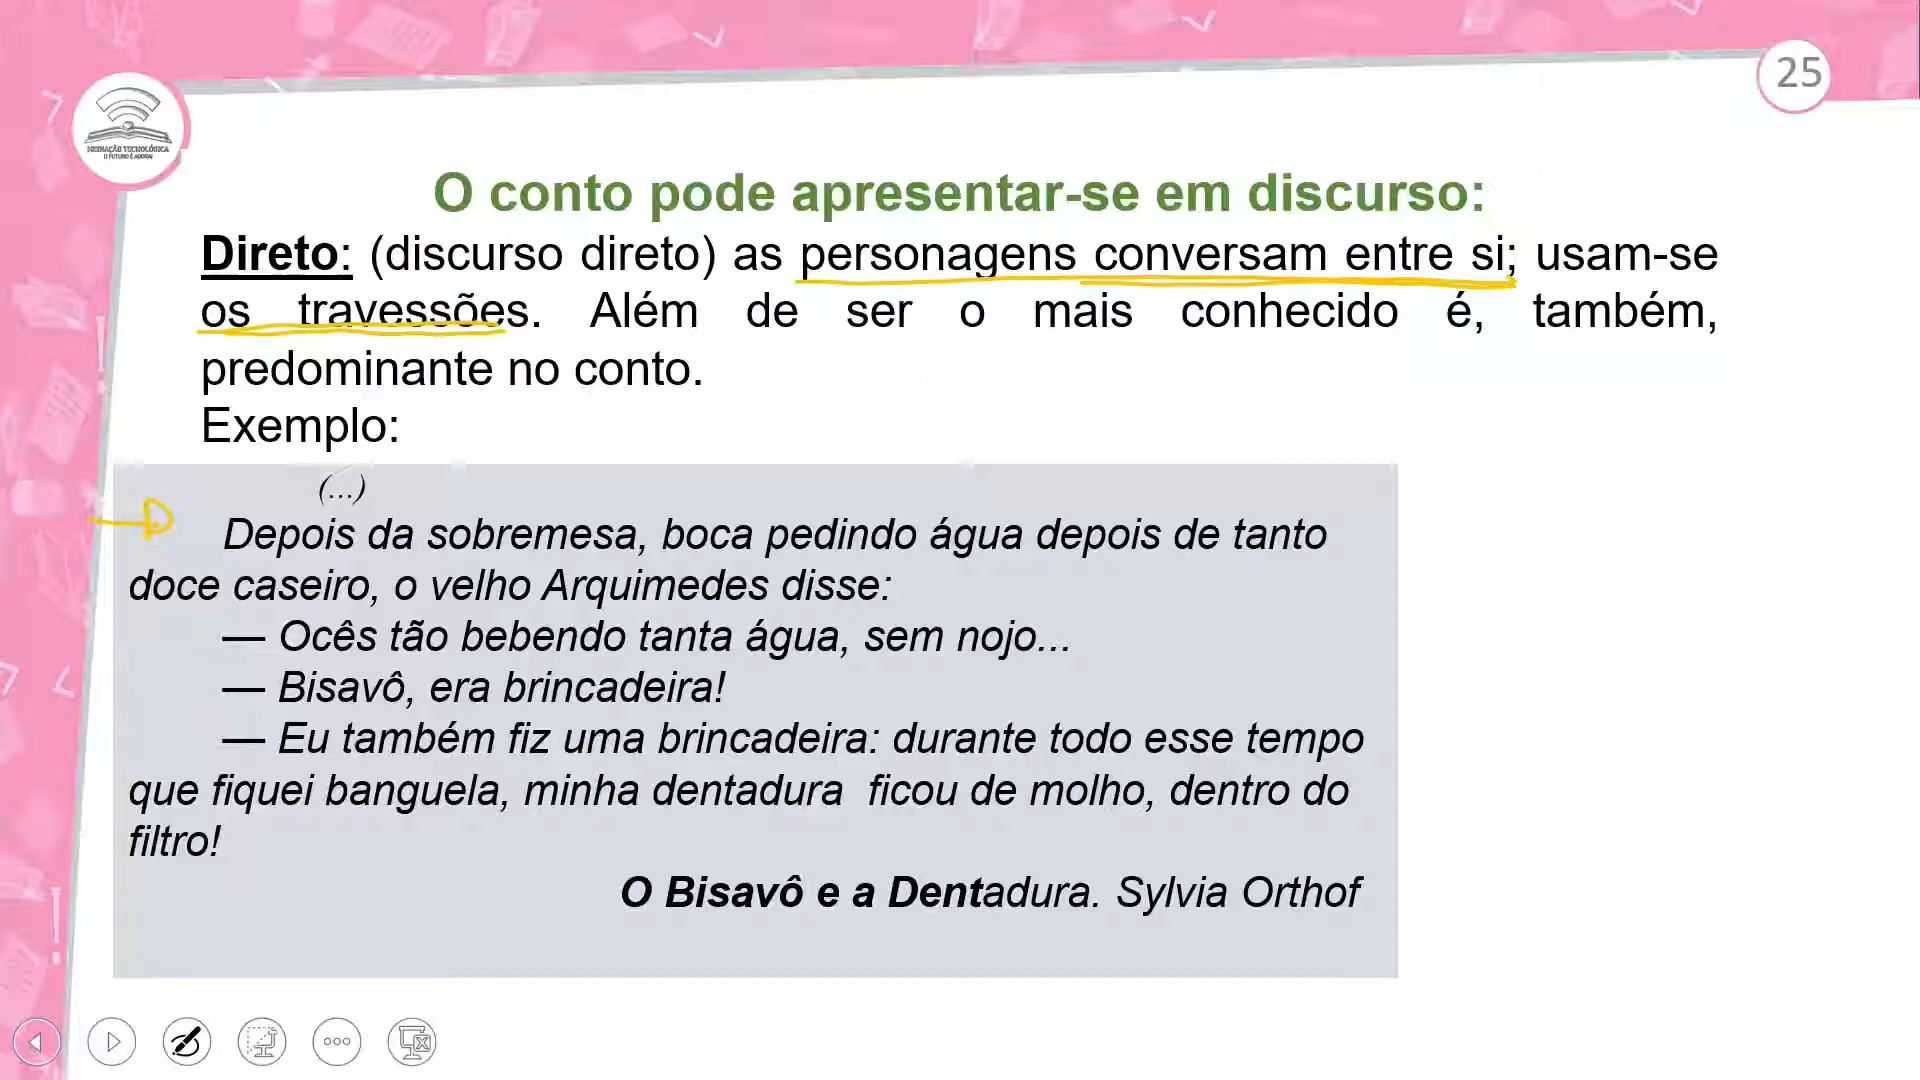 25
MEDIAÇÃO TECNOLÓGICA
O FUTURO É AGORA!
O conto pode apresentar-se em discurso:
Direto: (discurso direto) as personagens conversam entre si; usam-se
os travessões. Além de ser o mais conhecido é, também,
predominante no conto.
Exemplo:
(...)
Depois da sobremesa, boca pedindo água depois de tanto
doce caseiro, o velho Arquimedes disse:
— Ocês tão bebendo tanta água, sem nojo...
— Bisavô, era brincadeira!
— Eu também fiz uma brincadeira: durante todo esse tempo
que fiquei banguela, minha dentadura ficou de molho, dentro do
filtro!
O Bisavô e a Dentadura. Sylvia Orthof